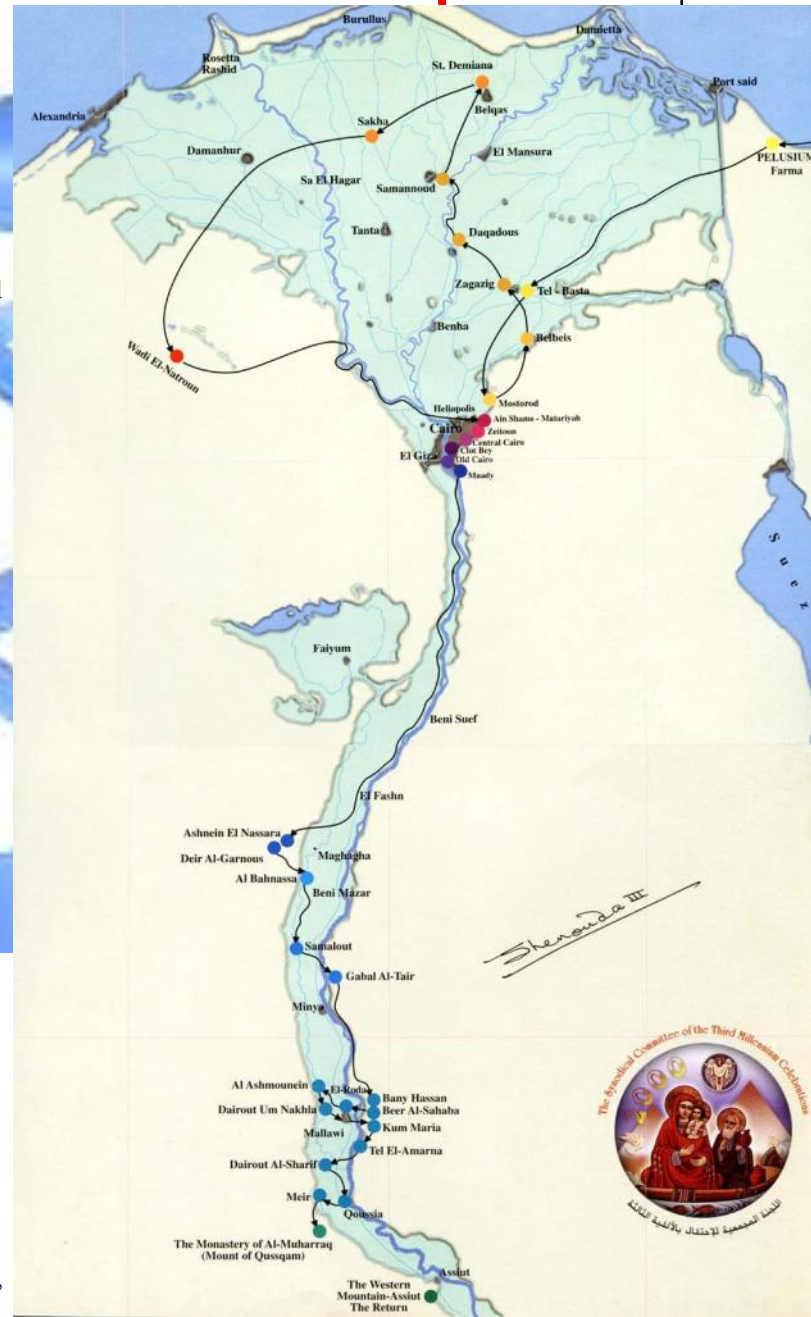 Burullus
Damietta
Rosetta
Rashid
St. Demiana
Port said
Belqas
Alexandria
Sakha
Damanhur
El Mansura
PELUSIUM
Farma
Sa El Hagar
Samannoud
Tanta
Daqadous
Zagazig
Tel - Basta
Benha
Belbeis
Wadi El-Natroun
Mostorod
Heliopolis
Ain Shams - Matariyah
Cairo
Zeitoun
Central Cairo
Clot Bey
El Giza
Old Cairo
Maady
Suez
Faiyum
Beni Suef
El Fashn
Ashnein El Nassara
Maghagha
Deir Al-Garnous
Al Bahnassa
Beni Mazar
Shenouda III
Samalout
Gabal Al-Tair
Minya
The Synodical Committee of the Third Millennium Celebrations
Al Ashmounein
El-Roda
Bany Hassan
Dairout Um Nakhla
Beer Al-Sahaba
Mallawi
Kum Maria
Tel El-Amarna
Dairout Al-Sharif
Meir
Qoussia
اللجنة المجمعية للإحتفال بالألفية الثالثة
The Monastery of Al-Muharraq
(Mount of Qussqam)
Assiut
The Western
Mountain-Assiut
The Return